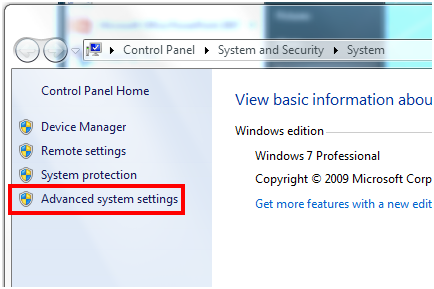 Control Panel System and Security System
Control Panel Home
Device Manager
Remote settings
System protection
Advanced system settings
View basic information abou
Windows edition
Windows 7 Professional
Copyright © 2009 Microsoft Corp
Get more features with a new edit